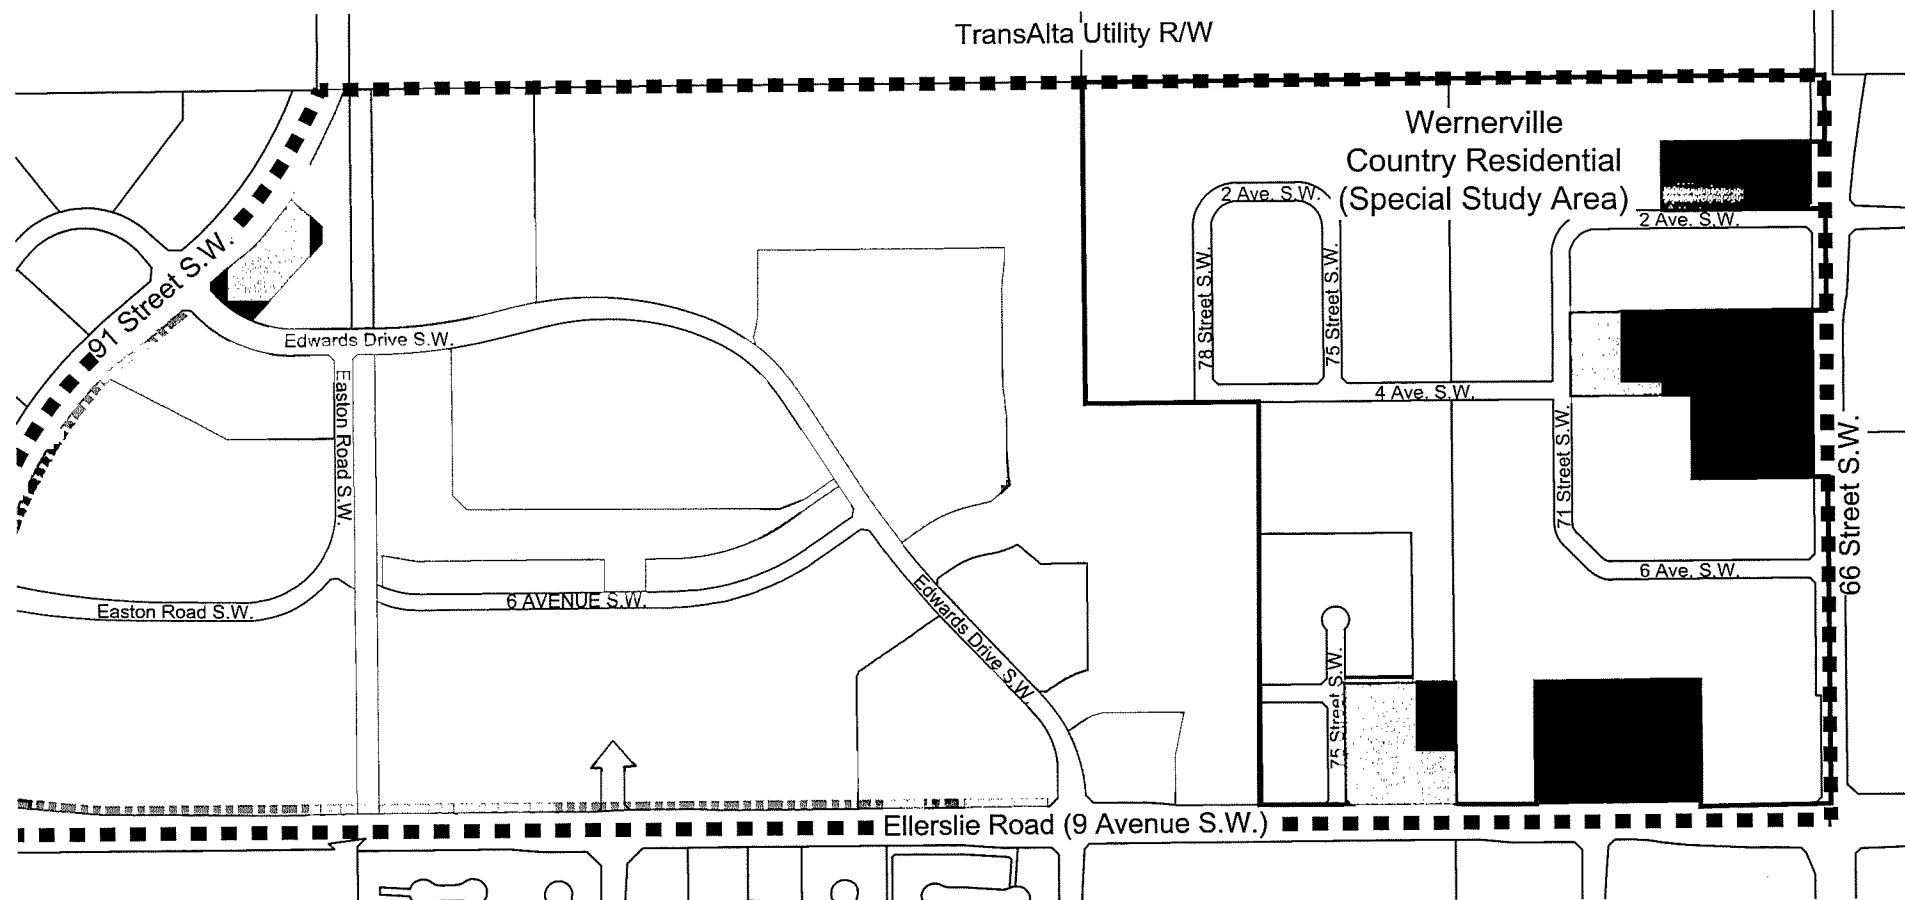 TransAlta Utility R/W
Wernerville
Country Residential
(Special Study Area)
2 Ave. S.W.
2 Ave. S.W.
91 Street S.W.
78 Street S.W.
75 Street S.W.
Edwards Drive S.W.
Easton Road S.W.
4 Ave. S.W.
71 Street S.W.
66 Street S.W.
6 Ave. S.W.
Easton Road S.W.
6 AVENUE S.W.
Edwards Drive S.W.
75 Street S.W.
Ellerslie Road (9 Avenue S.W.)